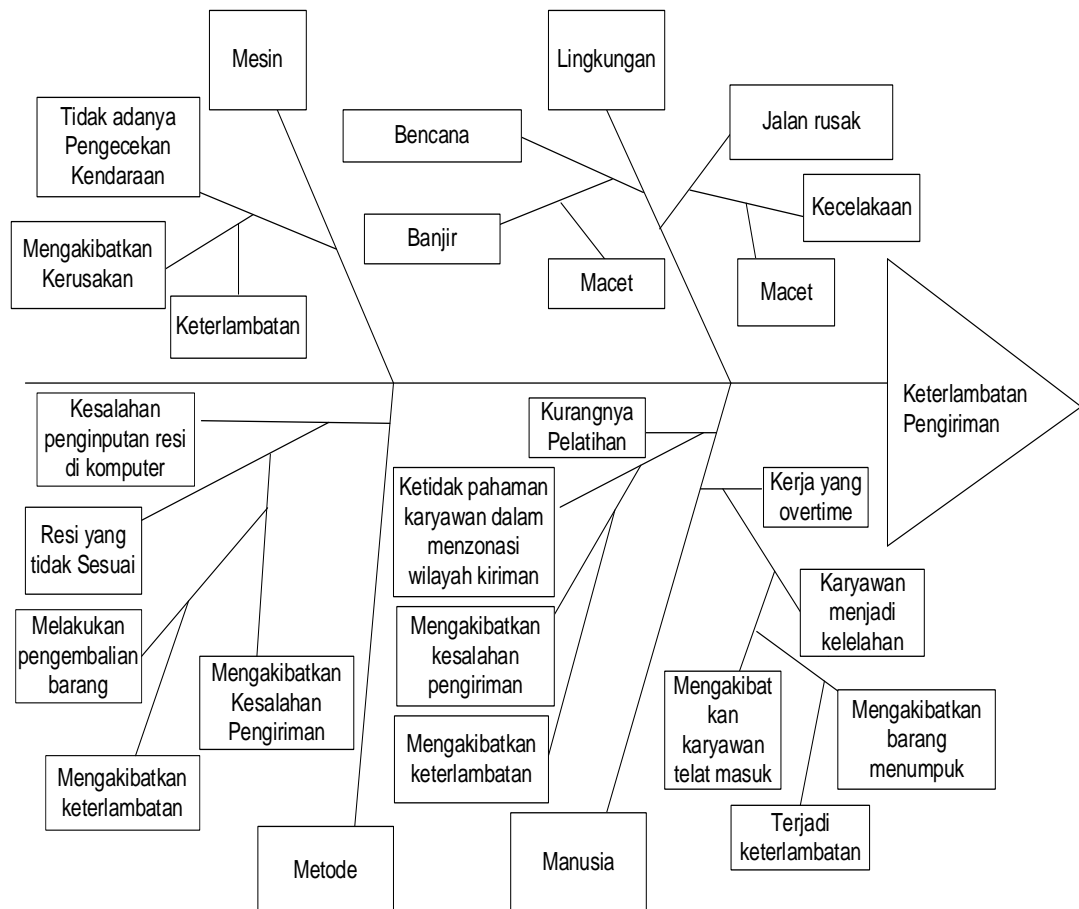 Mesin
Lingkungan
Tidak adanya
Pengecekan
Kendaraan
Bencana
Jalan rusak
Kecelakaan
Mengakibatkan
Kerusakan
Banjir
Keterlambatan
Macet
Macet
Keterlambatan
Pengiriman
Kesalahan
penginputan resi
di komputer
Kurangnya
Pelatihan
Ketidak pahaman
karyawan dalam
menzonasi
wilayah kiriman
Kerja yang
overtime
Resi yang
tidak Sesuai
Karyawan
menjadi
kelelahan
Melakukan
pengembalian
barang
Mengakibatkan
Kesalahan
Pengiriman
Mengakibatkan
kesalahan
pengiriman
Mengakibat
kan
karyawan
telat masuk
Mengakibatkan
barang
menumpuk
Mengakibatkan
keterlambatan
Mengakibatkan
keterlambatan
Terjadi
keterlambatan
Metode
Manusia